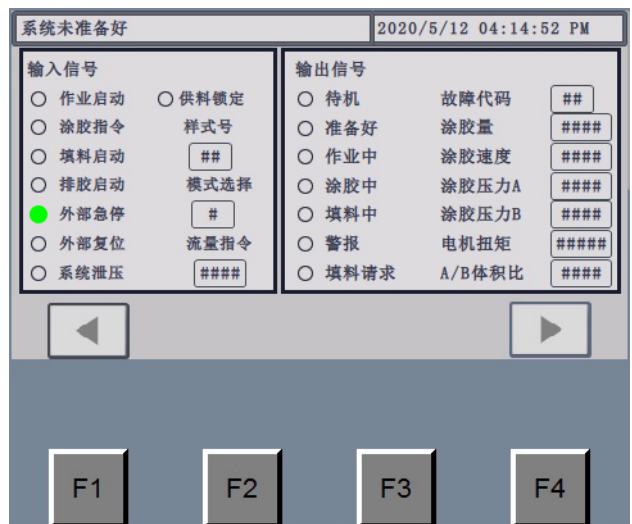 系统未准备好 2020/5/12 04:14:52 PM
输入信号
作业启动 供料锁定
涂胶指令 样式号
填料启动 ##
排胶启动 模式选择
外部急停 #
外部复位 流量指令
系统泄压 ####
输出信号
待机 故障代码 ##
准备好 涂胶量 ####
作业中 涂胶速度 ####
涂胶中 涂胶压力A ####
填料中 涂胶压力B ####
警报 电机扭矩 #####
填料请求 A/B体积比 ####
F1 F2 F3 F4